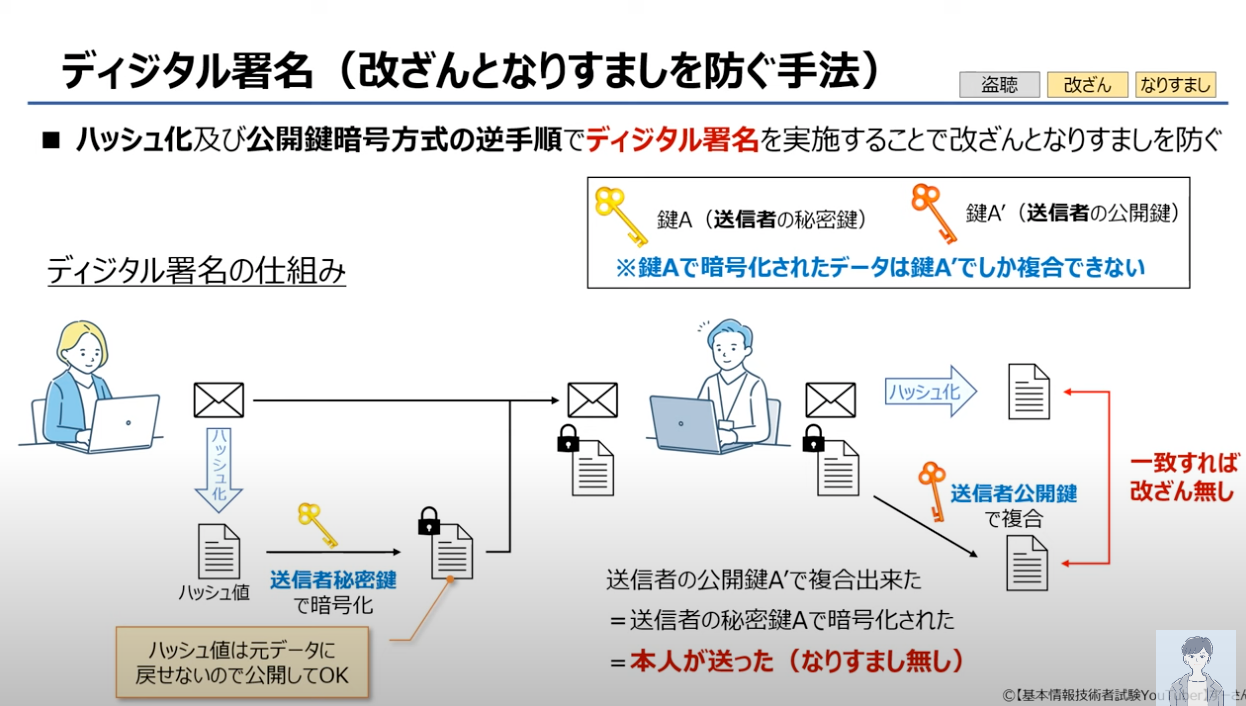 ディジタル署名（改ざんとなりすましを防ぐ手法）
盗聴
改ざん
なりすまし
■ ハッシュ化及び公開鍵暗号方式の逆手順でディジタル署名を実施することで改ざんとなりすましを防ぐ
鍵A（送信者の秘密鍵）
鍵A’（送信者の公開鍵）
※鍵Aで暗号化されたデータは鍵A’でしか複合できない
ディジタル署名の仕組み
ハッシュ化
ハッシュ値
送信者秘密鍵
で暗号化
ハッシュ値は元データに
戻せないので公開してOK
ハッシュ化
送信者公開鍵
で複合
一致すれば
改ざん無し
送信者の公開鍵A’で複合出来た
＝送信者の秘密鍵Aで暗号化された
＝本人が送った（なりすまし無し）
©【基本情報技術者試験YouTuber】